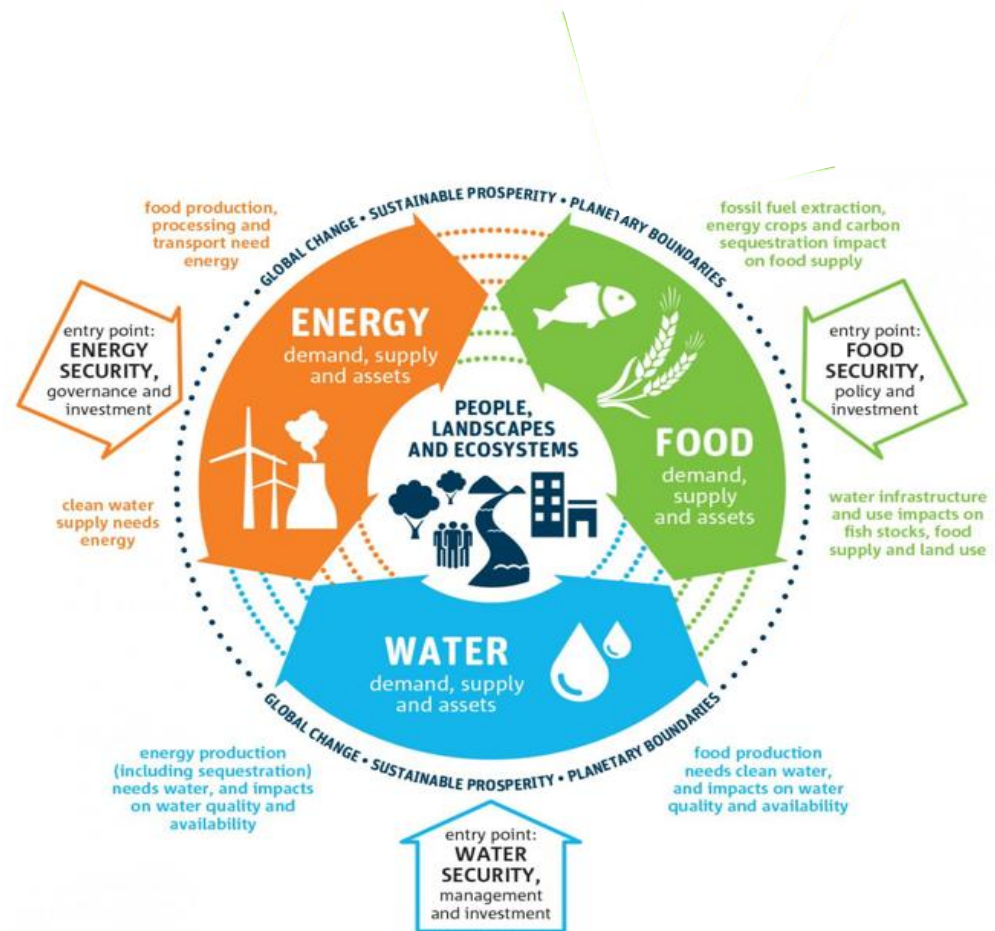 GLOBAL CHANGE • SUSTAINABLE PROSPERITY • PLANETARY BOUNDARIES
food production,
processing and
transport need
energy
fossil fuel extraction,
energy crops and carbon
sequestration impact
on food supply
entry point:
ENERGY
SECURITY,
governance and
investment
ENERGY
demand, supply
and assets
entry point:
FOOD
SECURITY,
policy and
investment
PEOPLE,
LANDSCAPES
AND ECOSYSTEMS
FOOD
demand,
supply
and assets
clean water
supply needs
energy
water infrastructure
and use impacts on
fish stocks, food
supply and land use
WATER
demand, supply
and assets
GLOBAL CHANGE • SUSTAINABLE PROSPERITY • PLANETARY BOUNDARIES
energy production
(including sequestration)
needs water, and impacts
on water quality and
availability
food production
needs clean water,
and impacts on water
quality and availability
entry point:
WATER
SECURITY,
management
and investment